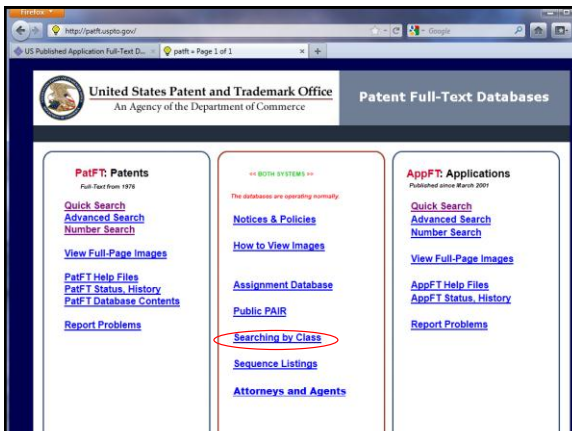 Firefox
http://patft.uspto.gov/
Google
US Published Application Full-Text D...
patft = Page 1 of 1
United States Patent and Trademark Office
An Agency of the Department of Commerce
Patent Full-Text Databases
PatFT: Patents
Full-Text from 1976
Quick Search
Advanced Search
Number Search
View Full-Page Images
PatFT Help Files
PatFT Status, History
PatFT Database Contents
Report Problems
<< BOTH SYSTEMS >>
The databases are operating normally.
Notices & Policies
How to View Images
Assignment Database
Public PAIR
Searching by Class
Sequence Listings
Attorneys and Agents
AppFT: Applications
Published since March 2001
Quick Search
Advanced Search
Number Search
View Full-Page Images
AppFT Help Files
AppFT Status, History
Report Problems